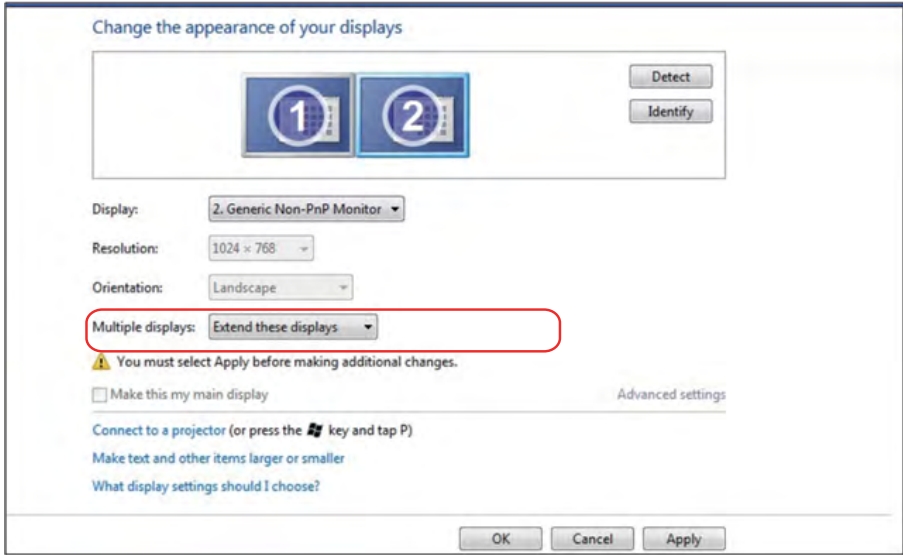 Change the appearance of your displays
1 2
Detect
Identify
Display: 2. Generic Non-PnP Monitor
Resolution: 1024 × 768
Orientation: Landscape
Multiple displays: Extend these displays
You must select Apply before making additional changes.
Make this my main display Advanced settings
Connect to a projector (or press the key and tap P)
Make text and other items larger or smaller
What display settings should I choose?
OK Cancel Apply